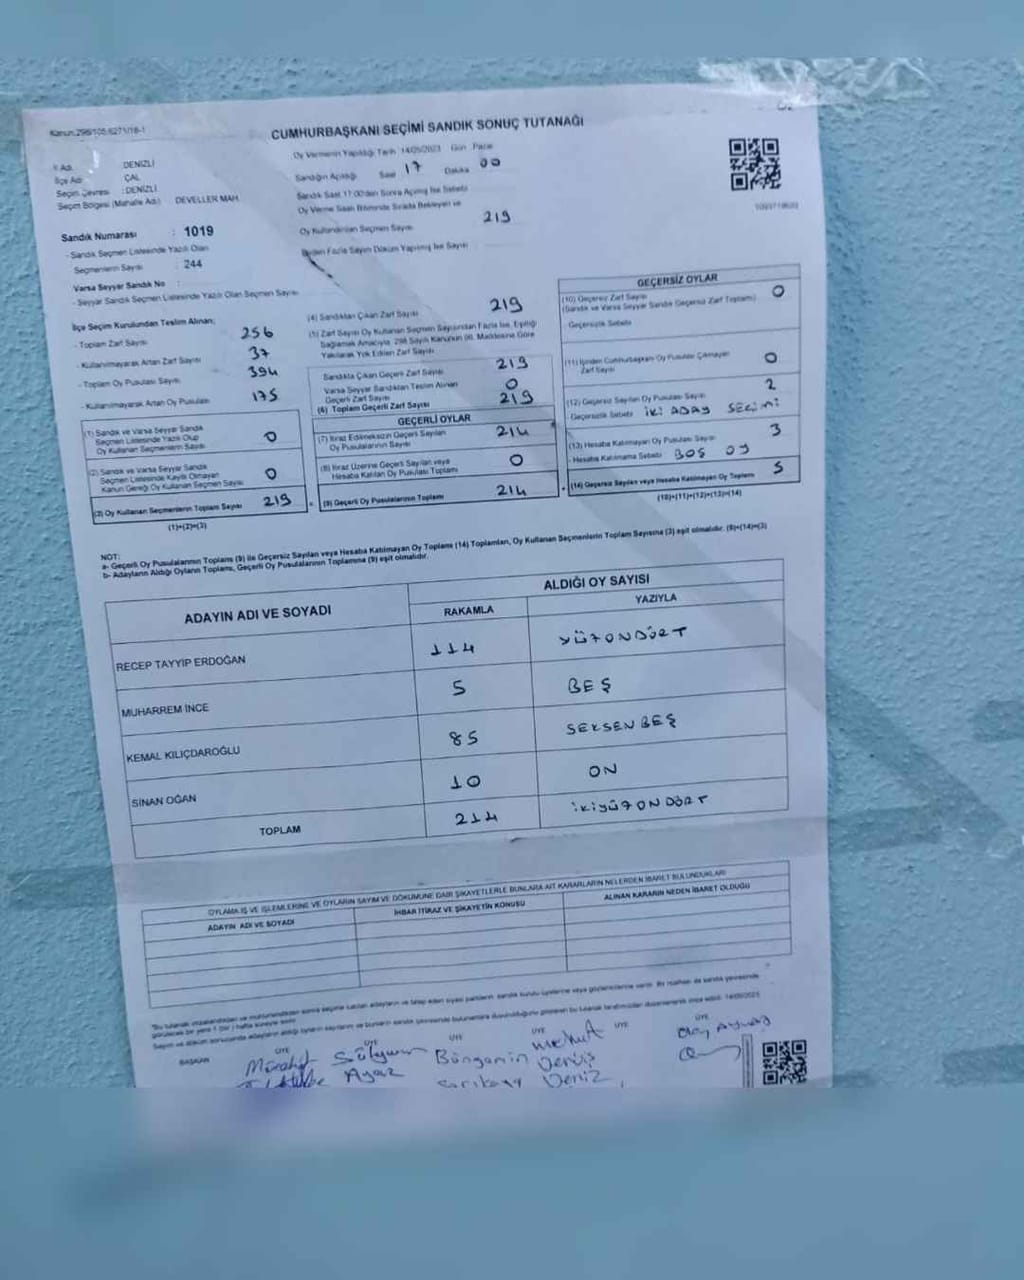 Kanun:298/105,6271/18-1
CUMHURBAŞKANI SEÇİMİ SANDIK SONUÇ TUTANAĞI
İl Adı : DENİZLİ
İlçe Adı : ÇAL
Seçim Çevresi : DENİZLİ
Seçim Bölgesi (Mahalle Adı) DEVELLER MAH.
Oy Vermenin Yapıldığı Tarih 14/05/2023 Gün Pazar
Sandığın Açıldığı Saat 17 Dakika 00
Sandık Saat 17:00'den Sonra Açılmış İse Sebebi
Oy Verme Saati Bitiminde Sırada Bekleyen ve
Oy Kullandırılan Seçmen Sayısı 219
Birden Fazla Sayım Döküm Yapılmış İse Sayısı
Sandık Numarası : 1019
- Sandık Seçmen Listesinde Yazılı Olan
Seçmenlerin Sayısı : 244
Varsa Seyyar Sandık No :
- Seyyar Sandık Seçmen Listesinde Yazılı Olan Seçmen Sayısı
İlçe Seçim Kurulundan Teslim Alınan:
- Toplam Zarf Sayısı 256
- Kullanılmayarak Artan Zarf Sayısı 37
- Toplam Oy Pusulası Sayısı 394
- Kullanılmayarak Artan Oy Pusulası 175
(1) Sandık ve Varsa Seyyar Sandık
Seçmen Listesinde Yazılı Olup
Oy Kullanan Seçmenlerin Sayısı 0
(2) Sandık ve Varsa Seyyar Sandık
Seçmen Listesinde Kayıtlı Olmayan
Kanun Gereği Oy Kullanan Seçmen Sayısı 0
(3) Oy Kullanan Seçmenlerin Toplam Sayısı 219
(1)+(2)=(3)
(4) Sandıktan Çıkan Zarf Sayısı 219
(5) Zarf Sayısı Oy Kullanan Seçmen Sayısından Fazla İse, Eşitliği
Sağlamak Amacıyla, 298 Sayılı Kanunun 98. Maddesine Göre
Yakılarak Yok Edilen Zarf Sayısı
Sandıkta Çıkan Geçerli Zarf Sayısı 219
Varsa Seyyar Sandıktan Teslim Alınan
Geçerli Zarf Sayısı 0
(6) Toplam Geçerli Zarf Sayısı 219
GEÇERLİ OYLAR
(7) İtiraz Edilmeksizin Geçerli Sayılan
Oy Pusulalarının Sayısı 214
(8) İtiraz Üzerine Geçerli Sayılan veya
Hesaba Katılan Oy Pusulası Toplamı 0
(9) Geçerli Oy Pusulalarının Toplamı 214
GEÇERSİZ OYLAR
(10) Geçersiz Zarf Sayısı 0
(Sandık ve Varsa Seyyar Sandık Geçersiz Zarf Toplamı)
- Geçersizlik Sebebi
(11) İçinden Cumhurbaşkanı Oy Pusulası Çıkmayan
Zarf Sayısı 0
(12) Geçersiz Sayılan Oy Pusulası Sayısı 2
- Geçersizlik Sebebi İKİ ADAY SEÇİMİ
(13) Hesaba Katılmayan Oy Pusulası Sayısı 3
- Hesaba Katılmama Sebebi BOŞ OY
(14) Geçersiz Sayılan veya Hesaba Katılmayan Oy Toplamı 5
(10)+(11)+(12)+(13)=(14)
NOT:
a- Geçerli Oy Pusulalarının Toplamı (9) ile Geçersiz Sayılan veya Hesaba Katılmayan Oy Toplamı (14) Toplamları, Oy Kullanan Seçmenlerin Toplam Sayısına (3) eşit olmalıdır. (9)+(14)=(3)
b- Adayların Aldığı Oyların Toplamı, Geçerli Oy Pusulalarının Toplamına (9) eşit olmalıdır.
ADAYIN ADI VE SOYADI
ALDIĞI OY SAYISI
RAKAMLA YAZIYLA
RECEP TAYYİP ERDOĞAN 114 YÜZONDÖRT
MUHARREM İNCE 5 BEŞ
KEMAL KILIÇDAROĞLU 85 SEKSENBEŞ
SİNAN OĞAN 10 ON
TOPLAM 214 İKİYÜZONDÖRT
OYLAMA İŞ VE İŞLEMLERİNE VE OYLARIN SAYIM VE DÖKÜMÜNE DAİR ŞİKAYETLERLE BUNLARA AİT KARARLARIN NELERDEN İBARET BULUNDUKLARI
ADAYIN ADI VE SOYADI
İHBAR İTİRAZ VE ŞİKAYETİN KONUSU
ALINAN KARARIN NEDEN İBARET OLDUĞU
BAŞKAN ÜYE ÜYE ÜYE ÜYE ÜYE ÜYE
Süleyman Ayaz
Bünyamin
Mehmet Derviş Deniz